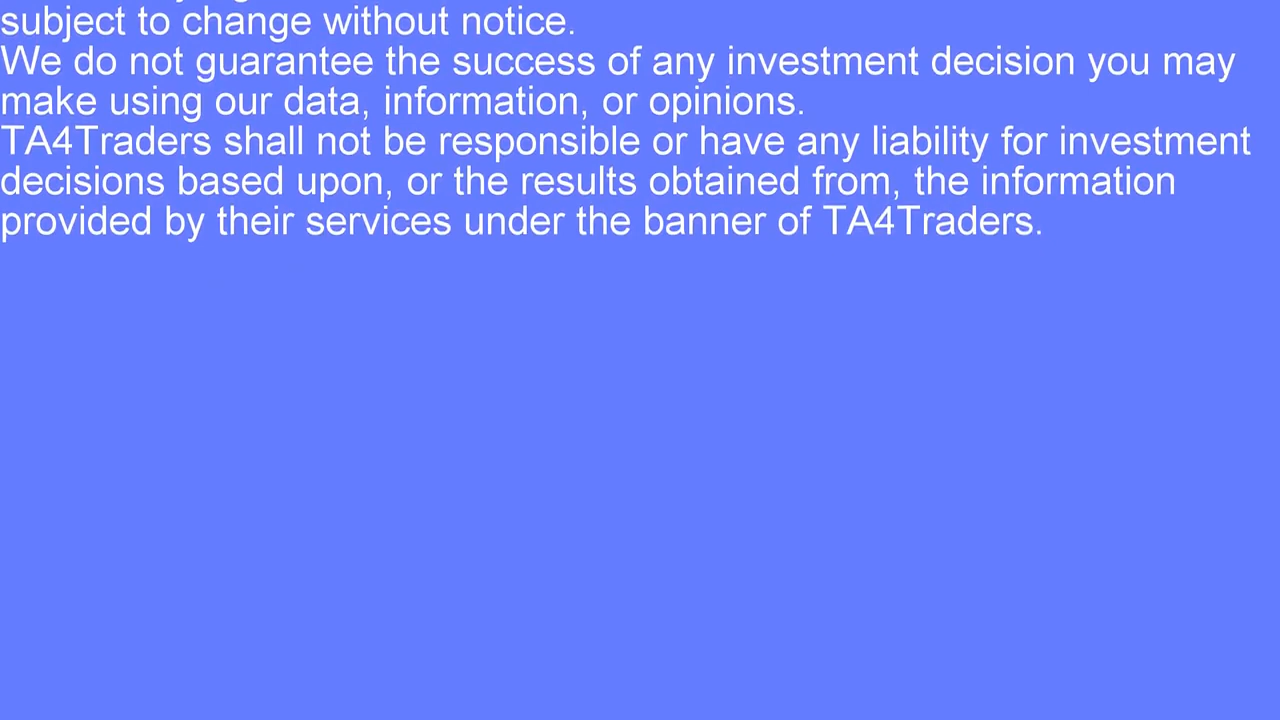 subject to change without notice.
We do not guarantee the success of any investment decision you may
make using our data, information, or opinions.
TA4Traders shall not be responsible or have any liability for investment
decisions based upon, or the results obtained from, the information
provided by their services under the banner of TA4Traders.